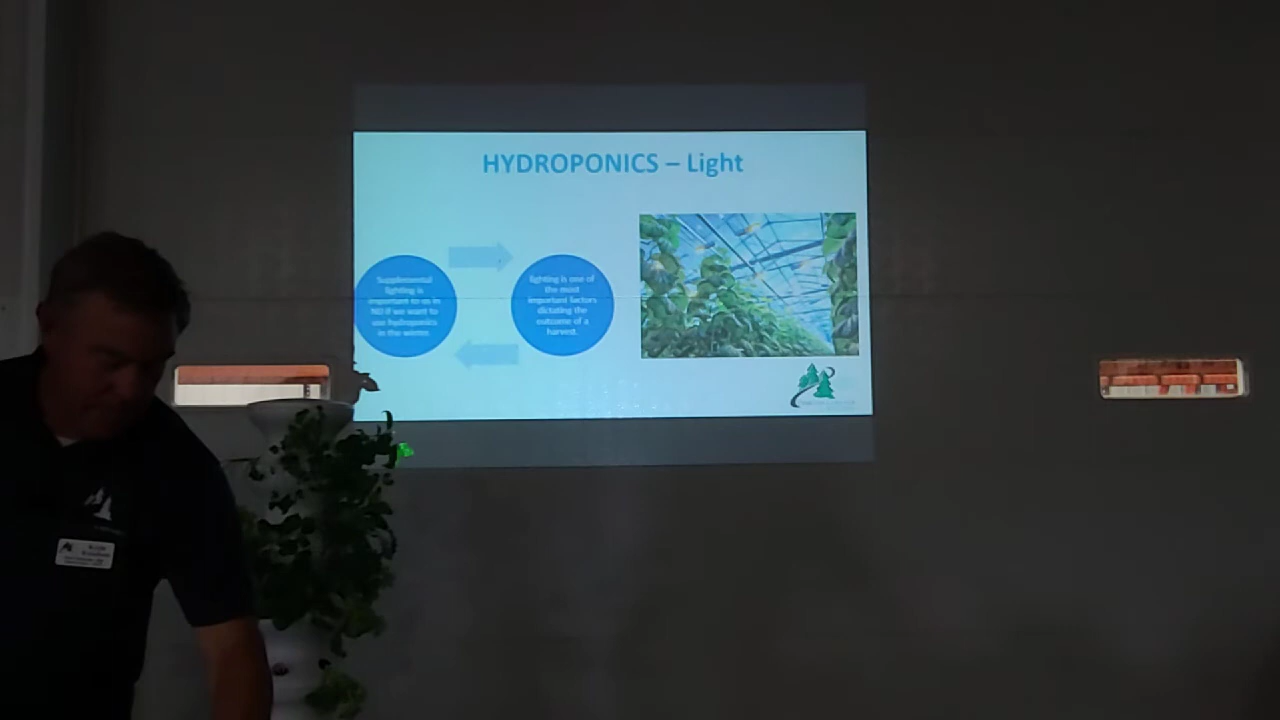 HYDROPONICS – Light
Supplemental
lighting is
important to us in
ND if we want to
use hydroponics
in the winter.
lighting is one of
the most
important factors
dictating the
outcome of a
harvest.